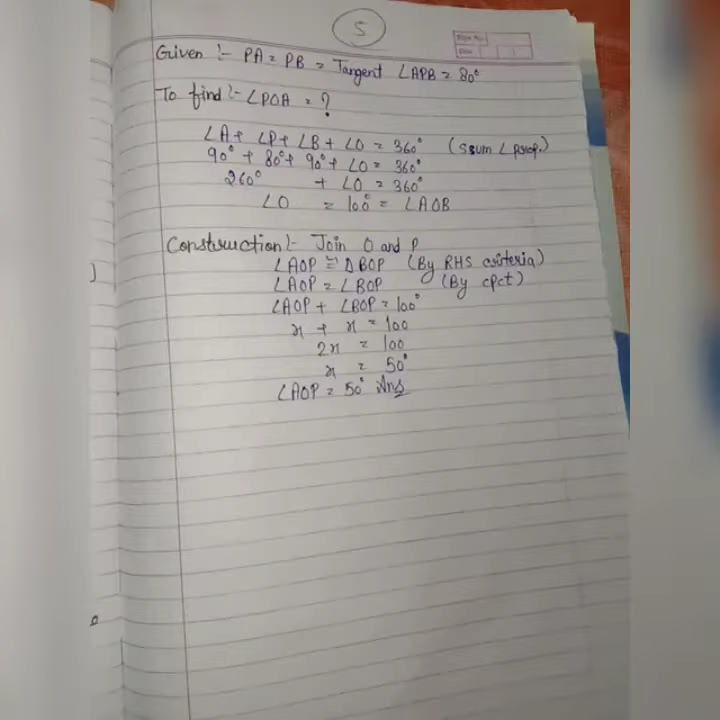 5
Given :- PA = PB = Tangent ∠APB = 80°
To find :- ∠POA = ?
∠A + ∠P + ∠B + ∠O = 360° (Ssum ∠ prop.)
90° + 80° + 90° + ∠O = 360°
260° + ∠O = 360°
∠O = 100° = ∠AOB
Construction :- Join O and P
∠AOP ≅ ΔBOP (By RHS criteria)
∠AOP = ∠BOP (By cpct)
∠AOP + ∠BOP = 100°
x + x = 100
2x = 100
x = 50°
∠AOP = 50° Ans